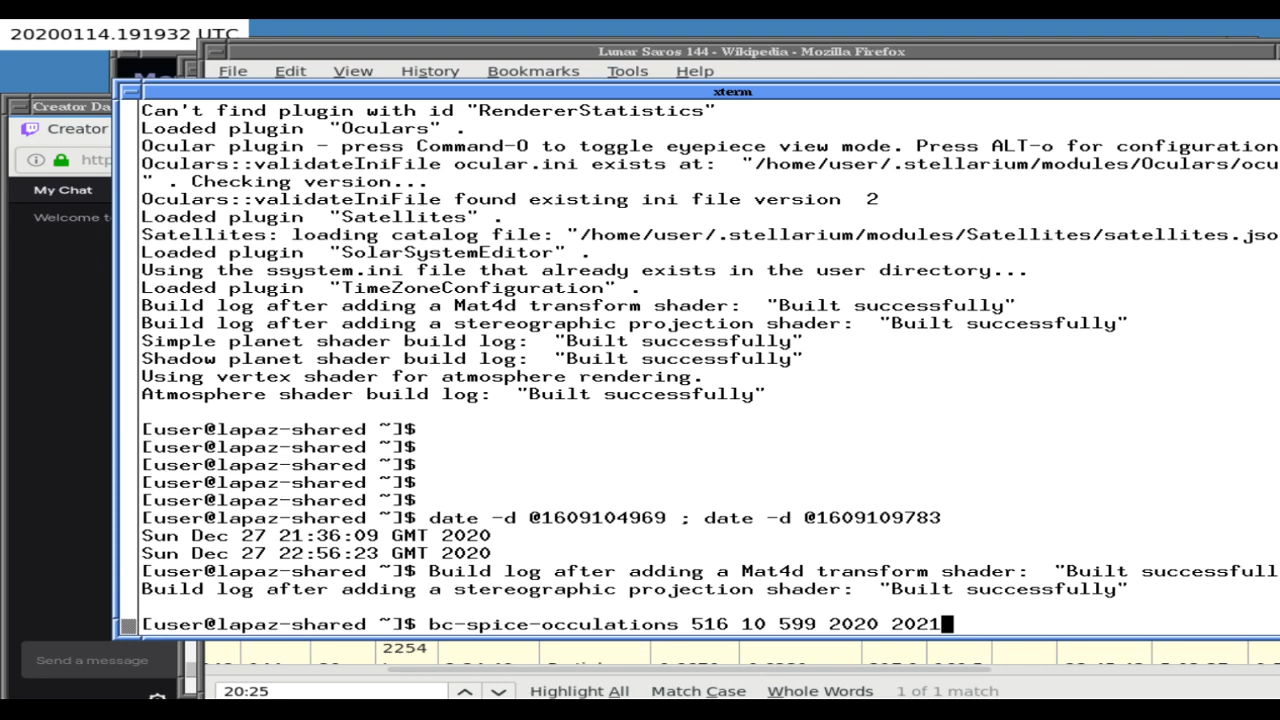 20200114.191932 UTC
Lunar Saros 144 - Wikipedia - Mozilla Firefox
File Edit View History Bookmarks Tools Help
xterm
Creator Da
Creator
http
My Chat
Welcome to
Can't find plugin with id "RendererStatistics"
Loaded plugin "Oculars" .
Ocular plugin - press Command-O to toggle eyepiece view mode. Press ALT-o for configuration
Oculars::validateIniFile ocular.ini exists at: "/home/user/.stellarium/modules/Oculars/ocu
" . Checking version...
Oculars::validateIniFile found existing ini file version 2
Loaded plugin "Satellites" .
Satellites: loading catalog file: "/home/user/.stellarium/modules/Satellites/satellites.jso
Loaded plugin "SolarSystemEditor" .
Using the ssystem.ini file that already exists in the user directory...
Loaded plugin "TimeZoneConfiguration" .
Build log after adding a Mat4d transform shader: "Built successfully"
Build log after adding a stereographic projection shader: "Built successfully"
Simple planet shader build log: "Built successfully"
Shadow planet shader build log: "Built successfully"
Using vertex shader for atmosphere rendering.
Atmosphere shader build log: "Built successfully"
[user@lapaz-shared ~]$
[user@lapaz-shared ~]$
[user@lapaz-shared ~]$
[user@lapaz-shared ~]$
[user@lapaz-shared ~]$
[user@lapaz-shared ~]$ date -d @1609104969 ; date -d @1609109783
Sun Dec 27 21:36:09 GMT 2020
Sun Dec 27 22:56:23 GMT 2020
[user@lapaz-shared ~]$ Build log after adding a Mat4d transform shader: "Built successfull
Build log after adding a stereographic projection shader: "Built successfully"
[user@lapaz-shared ~]$ bc-spice-occulations 516 10 599 2020 2021
2254
Send a message
20:25 Highlight All Match Case Whole Words 1 of 1 match